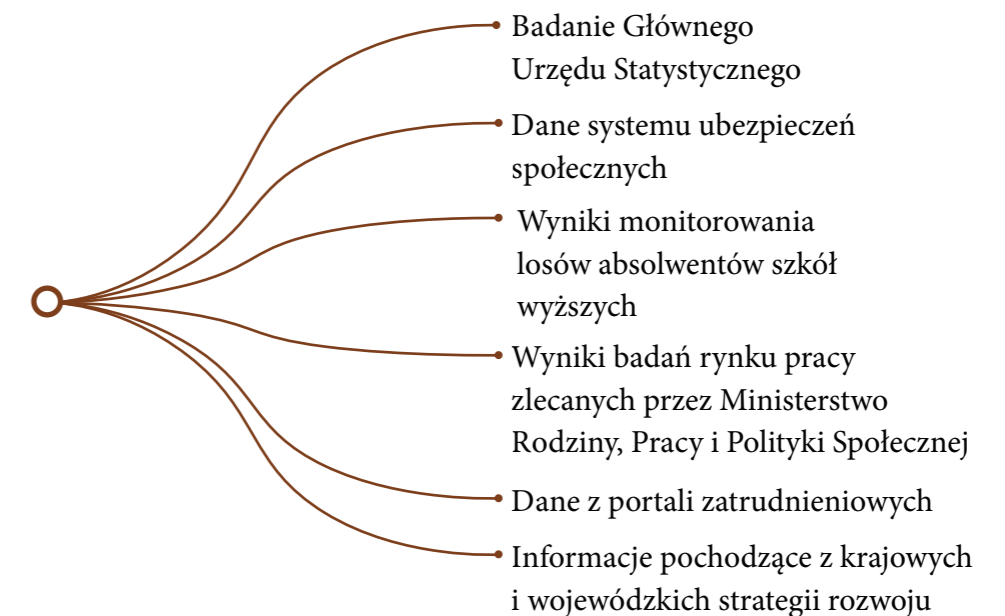 Badanie Głównego
Urzędu Statystycznego
Dane systemu ubezpieczeń
społecznych
Wyniki monitorowania
losów absolwentów szkół
wyższych
Wyniki badań rynku pracy
zlecanych przez Ministerstwo
Rodziny, Pracy i Polityki Społecznej
Dane z portali zatrudnieniowych
Informacje pochodzące z krajowych
i wojewódzkich strategii rozwoju